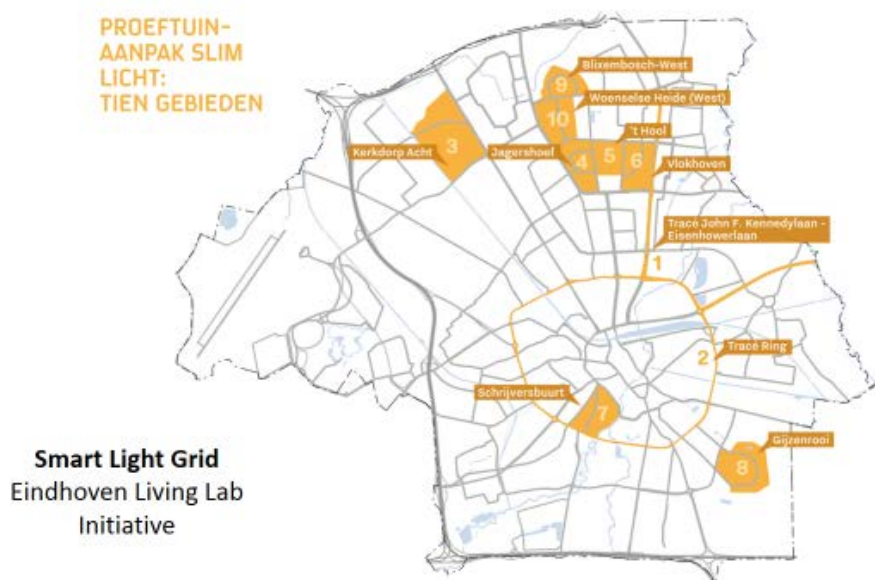 PROEFTUIN-
AANPAK SLIM
LICHT:
TIEN GEBIEDEN
Blixembosch-West
9
Woenselse Heide (West)
10
't Hool
3
Kerkdorp Acht
Jagershoef
4
5
6
Vlokhoven
Tracé John F. Kennedylaan -
Eisenhowerlaan
1
2
Tracé Ring
Schrijversbuurt
7
Gijzenrooi
8
Smart Light Grid
Eindhoven Living Lab
Initiative